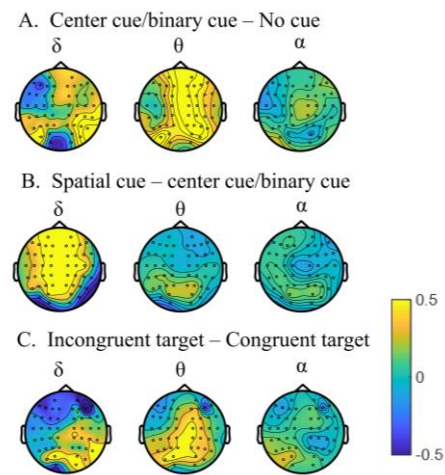 A. Center cue/binary cue – No cue
δ θ α
B. Spatial cue – center cue/binary cue
δ θ α
0.5
C. Incongruent target – Congruent target
0
δ θ α
-0.5